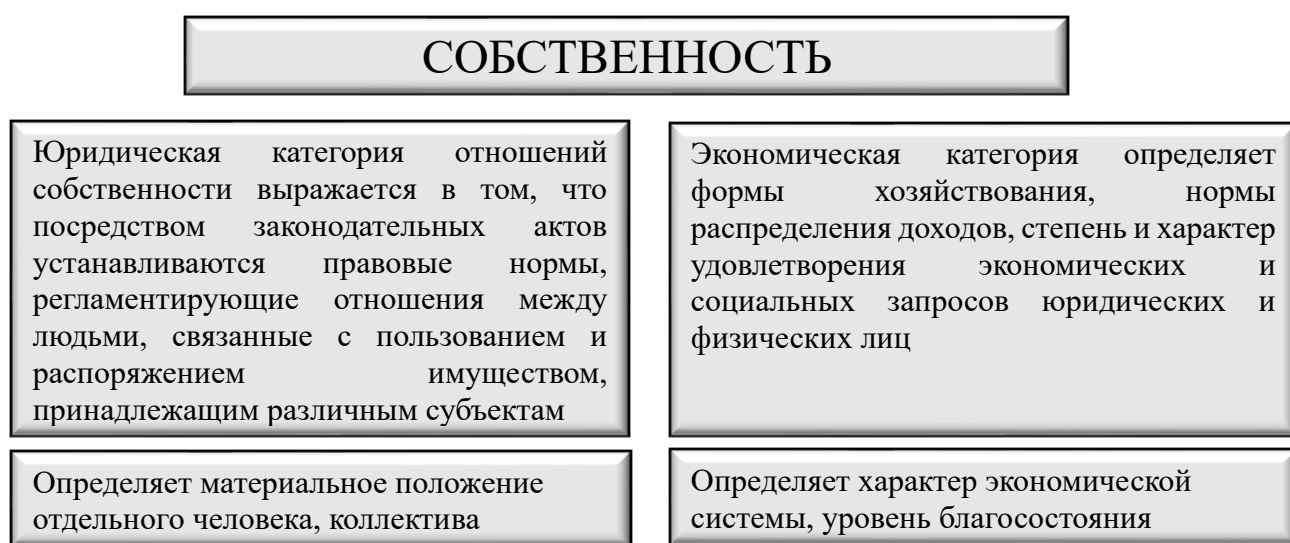 СОБСТВЕННОСТЬ
Юридическая категория отношений
собственности выражается в том, что
посредством законодательных актов
устанавливаются правовые нормы,
регламентирующие отношения между
людьми, связанные с пользованием и
распоряжением имуществом,
принадлежащим различным субъектам
Экономическая категория определяет
формы хозяйствования, нормы
распределения доходов, степень и характер
удовлетворения экономических и
социальных запросов юридических и
физических лиц
Определяет материальное положение
отдельного человека, коллектива
Определяет характер экономической
системы, уровень благосостояния